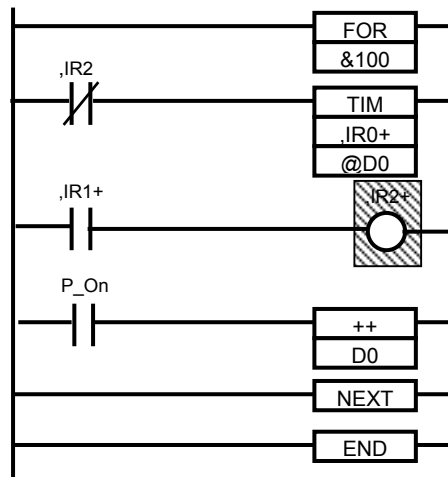 FOR
&100
,IR2
TIM
,IR0+
@D0
,IR1+
,IR2+
P_On
++
D0
NEXT
END